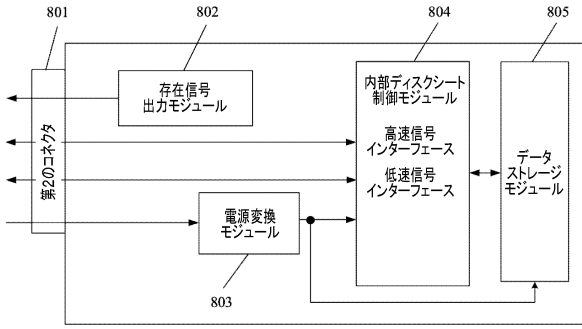 801
802
804
805
第2のコネクタ
存在信号
出力モジュール
内部ディスクシート
制御モジュール
高速信号
インターフェース
低速信号
インターフェース
データ
ストレージ
モジュール
電源変換
モジュール
803